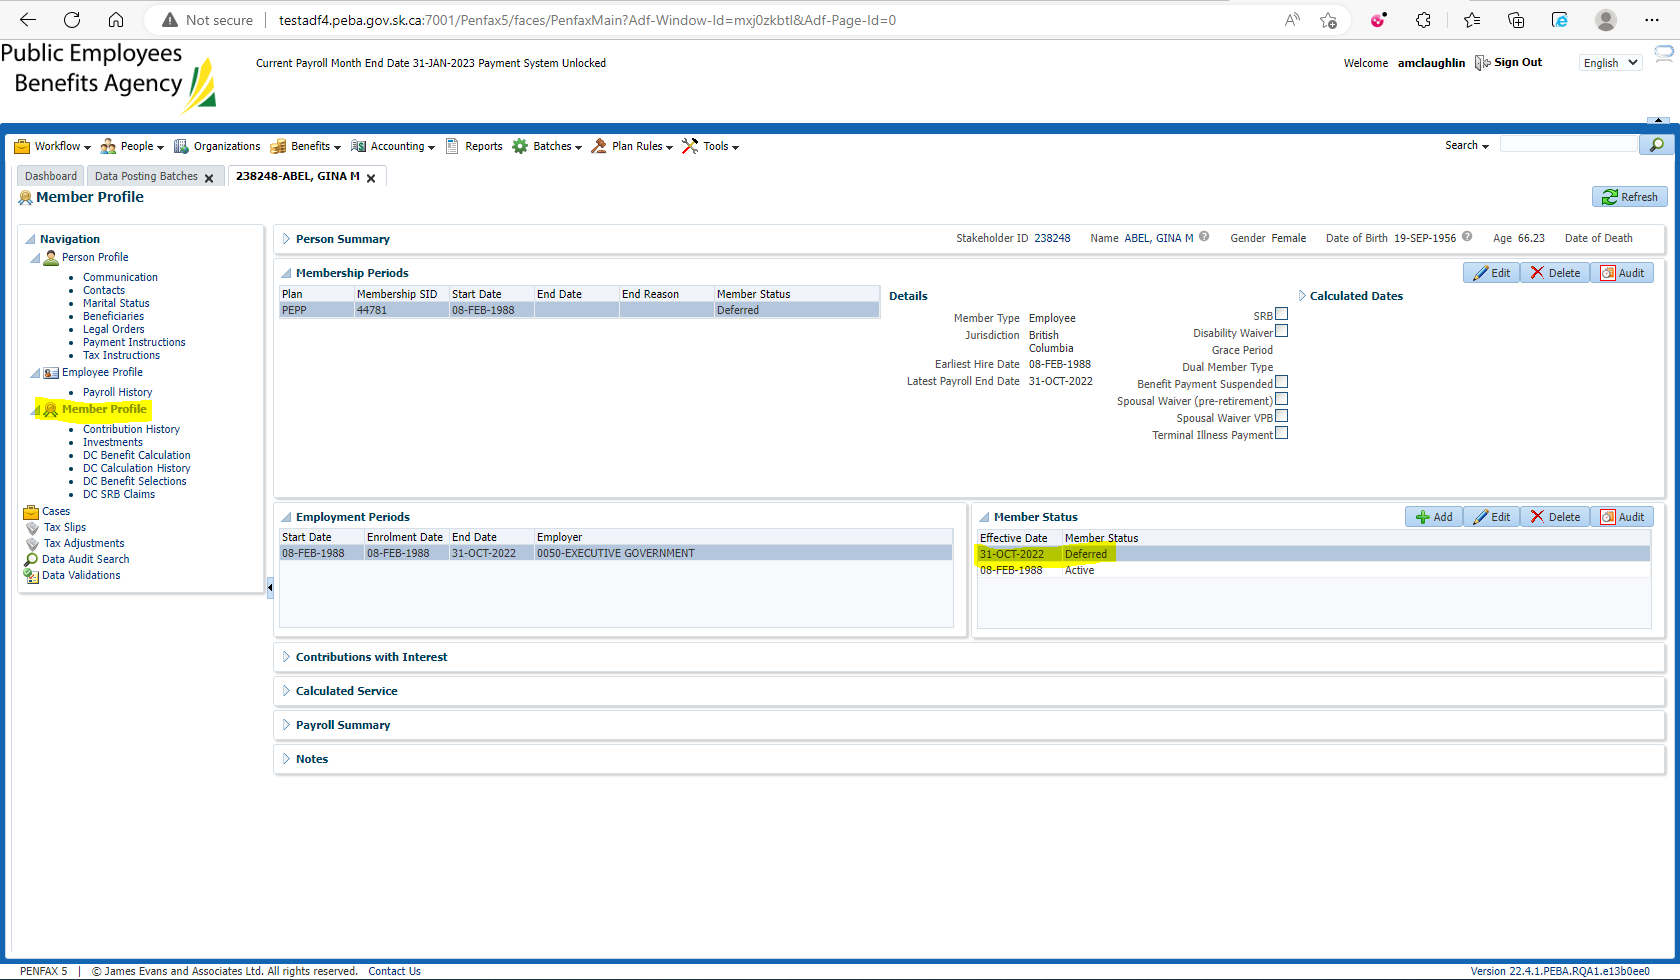 Not secure | testadf4.peba.gov.sk.ca:7001/Penfax5/faces/PenfaxMain?Adf-Window-Id=mxj0zkbtI&Adf-Page-Id=0
Public Employees
Benefits Agency
Current Payroll Month End Date 31-JAN-2023 Payment System Unlocked
Welcome amclaughlin Sign Out English
Workflow People Organizations Benefits Accounting Reports Batches Plan Rules Tools Search
Dashboard Data Posting Batches 238248-ABEL, GINA M
Member Profile Refresh
Navigation
Person Profile
Communication
Contacts
Marital Status
Beneficiaries
Legal Orders
Payment Instructions
Tax Instructions
Employee Profile
Payroll History
Member Profile
Contribution History
Investments
DC Benefit Calculation
DC Calculation History
DC Benefit Selections
DC SRB Claims
Cases
Tax Slips
Tax Adjustments
Data Audit Search
Data Validations
Person Summary Stakeholder ID 238248 Name ABEL, GINA M Gender Female Date of Birth 19-SEP-1956 Age 66.23 Date of Death
Membership Periods Edit Delete Audit
Plan Membership SID Start Date End Date End Reason Member Status
PEPP 44781 08-FEB-1988 Deferred
Details
Member Type Employee
Jurisdiction British
Columbia
Earliest Hire Date 08-FEB-1988
Latest Payroll End Date 31-OCT-2022
SRB
Disability Waiver
Grace Period
Dual Member Type
Benefit Payment Suspended
Spousal Waiver (pre-retirement)
Spousal Waiver VPB
Terminal Illness Payment
Calculated Dates
Employment Periods
Start Date Enrolment Date End Date Employer
08-FEB-1988 08-FEB-1988 31-OCT-2022 0050-EXECUTIVE GOVERNMENT
Member Status Add Edit Delete Audit
Effective Date Member Status
31-OCT-2022 Deferred
08-FEB-1988 Active
Contributions with Interest
Calculated Service
Payroll Summary
Notes
PENFAX 5 | © James Evans and Associates Ltd. All rights reserved. Contact Us Version 22.4.1.PEBA.RQA1.e13b0ee0